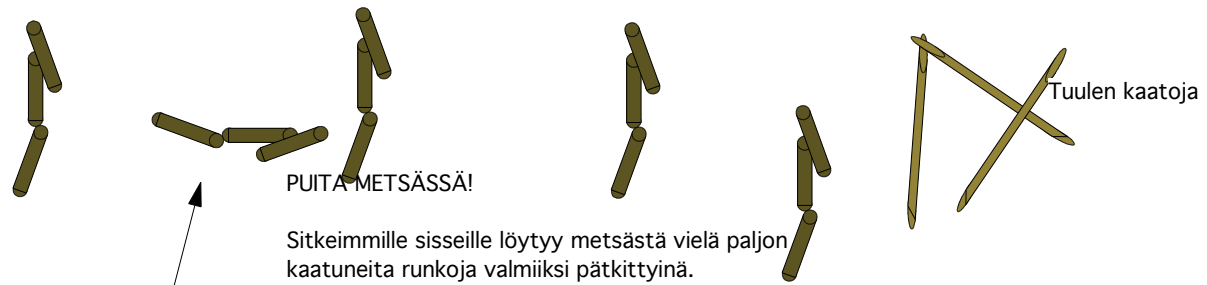 Tuulen kaatoja
PUITA METSÄSSÄ!
Sitkeimmille sisseille löytyy metsästä vielä paljon
kaatuneita runkoja valmiiksi pätkittyinä.